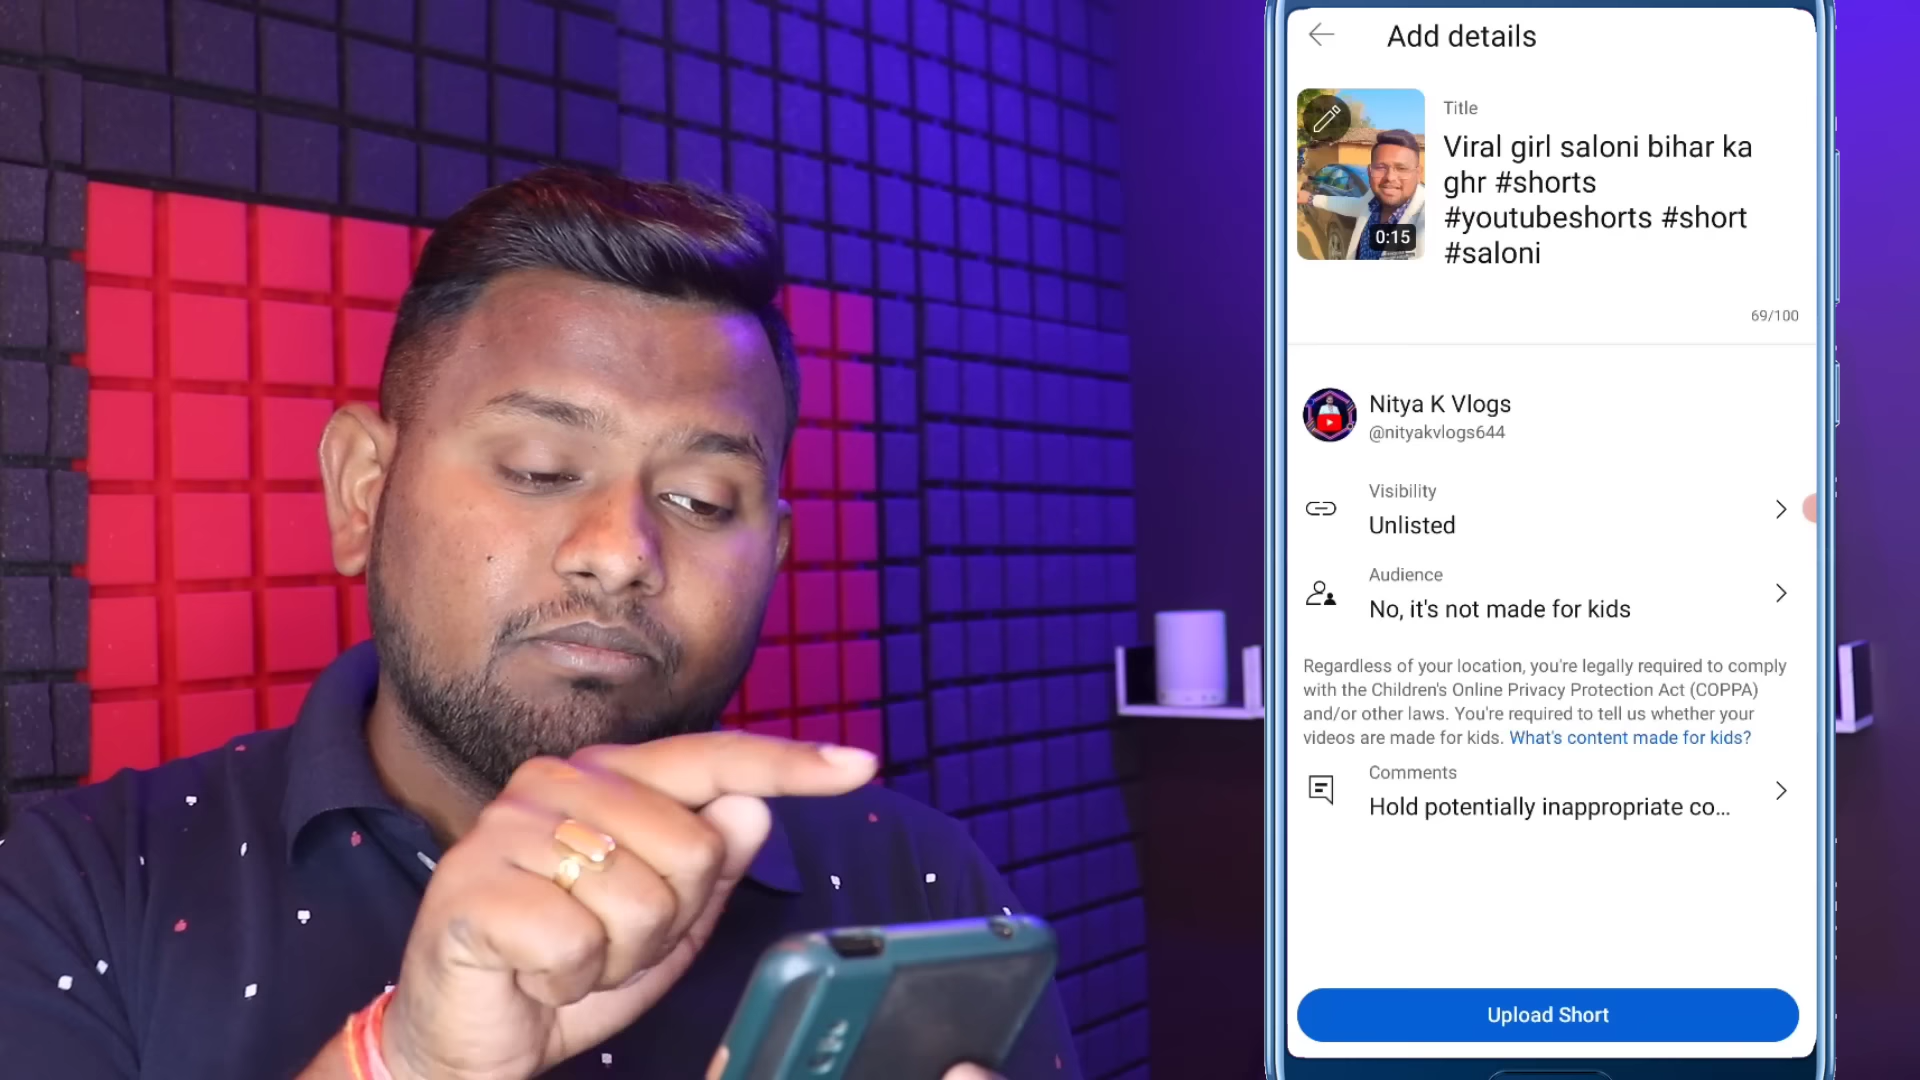 Add details
Title
Viral girl saloni bihar ka
ghr #shorts
#youtubeshorts #short
#saloni
0:15
69/100
Nitya K Vlogs
@nityakvlogs644
Visibility
Unlisted
Audience
No, it's not made for kids
Regardless of your location, you're legally required to comply
with the Children's Online Privacy Protection Act (COPPA)
and/or other laws. You're required to tell us whether your
videos are made for kids. What's content made for kids?
Comments
Hold potentially inappropriate co...
Upload Short